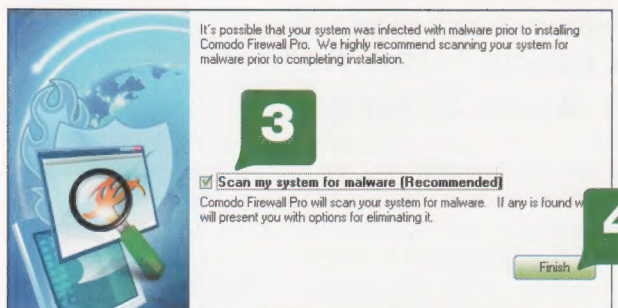 It's possible that your system was infected with malware prior to installing
Comodo Firewall Pro. We highly recommend scanning your system for
malware prior to completing installation.
3
Scan my system for malware (Recommended)
Comodo Firewall Pro will scan your system for malware. If any is found
will present you with options for eliminating it.
4
Finish